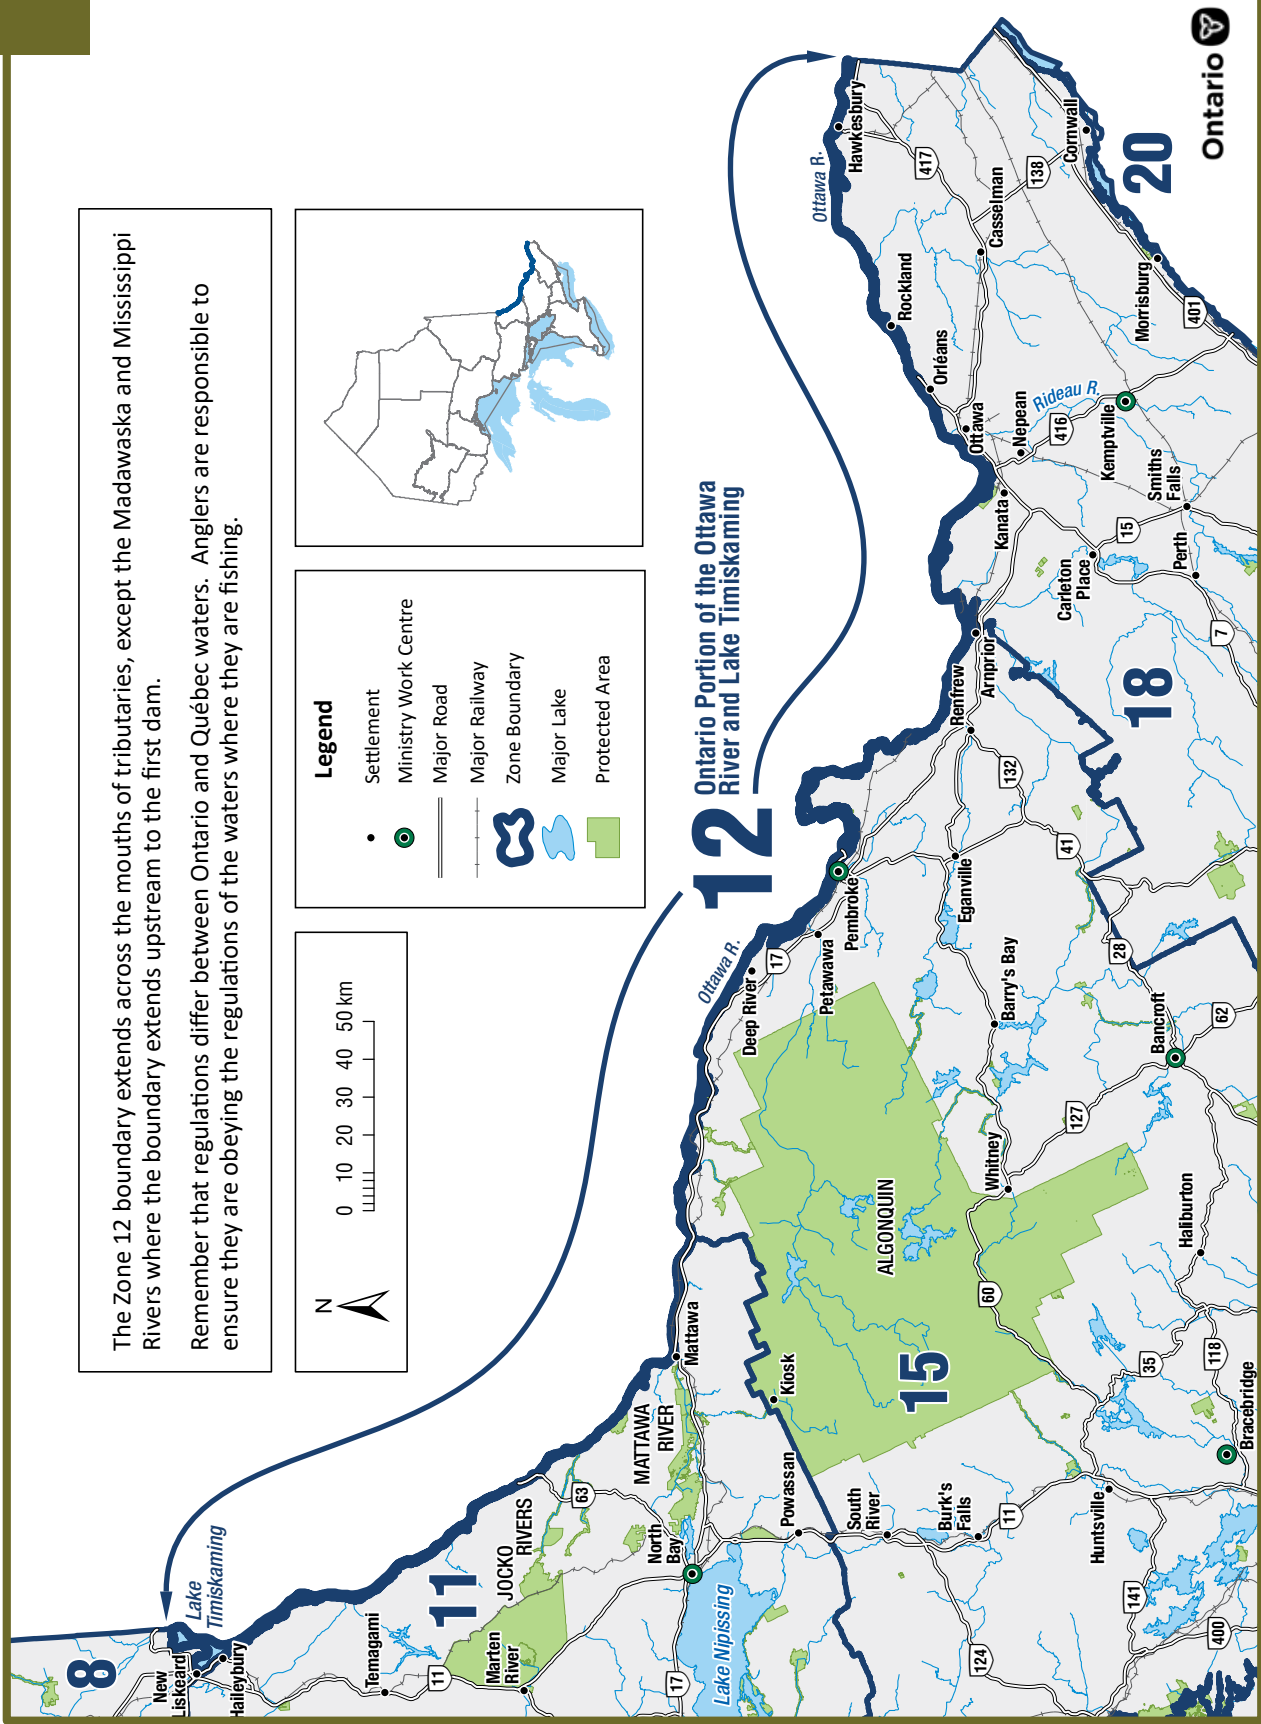 The Zone 12 boundary extends across the mouths of tributaries, except the Madawaska and Mississippi
Rivers where the boundary extends upstream to the first dam.
Remember that regulations differ between Ontario and Québec waters.  Anglers are responsible to
ensure they are obeying the regulations of the waters where they are fishing.
N
0 10 20 30 40 50 km
Legend
Settlement
Ministry Work Centre
Major Road
Major Railway
Zone Boundary
Major Lake
Protected Area
12
Ontario Portion of the Ottawa
River and Lake Timiskaming
8
New
Liskeard
Lake
Timiskaming
Haileybury
Temagami
11
11
Marten
River
JOCKO
RIVERS
63
MATTAWA
RIVER
North
Bay
17
Lake Nipissing
Mattawa
Kiosk
Powassan
South
River
Burk's
Falls
11
Huntsville
124
141
400
Bracebridge
118
35
Haliburton
15
60
ALGONQUIN
Whitney
127
Bancroft
62
28
Barry's Bay
Ottawa R.
Deep River
17
Petawawa
Pembroke
Eganville
41
132
Renfrew
Arnprior
18
7
Perth
Carleton
Place
15
Smiths
Falls
Kanata
Ottawa
Nepean
416
Rideau R.
Kemptville
Orléans
Rockland
Ottawa R.
Hawkesbury
417
Casselman
138
Cornwall
Morrisburg
401
20
Ontario